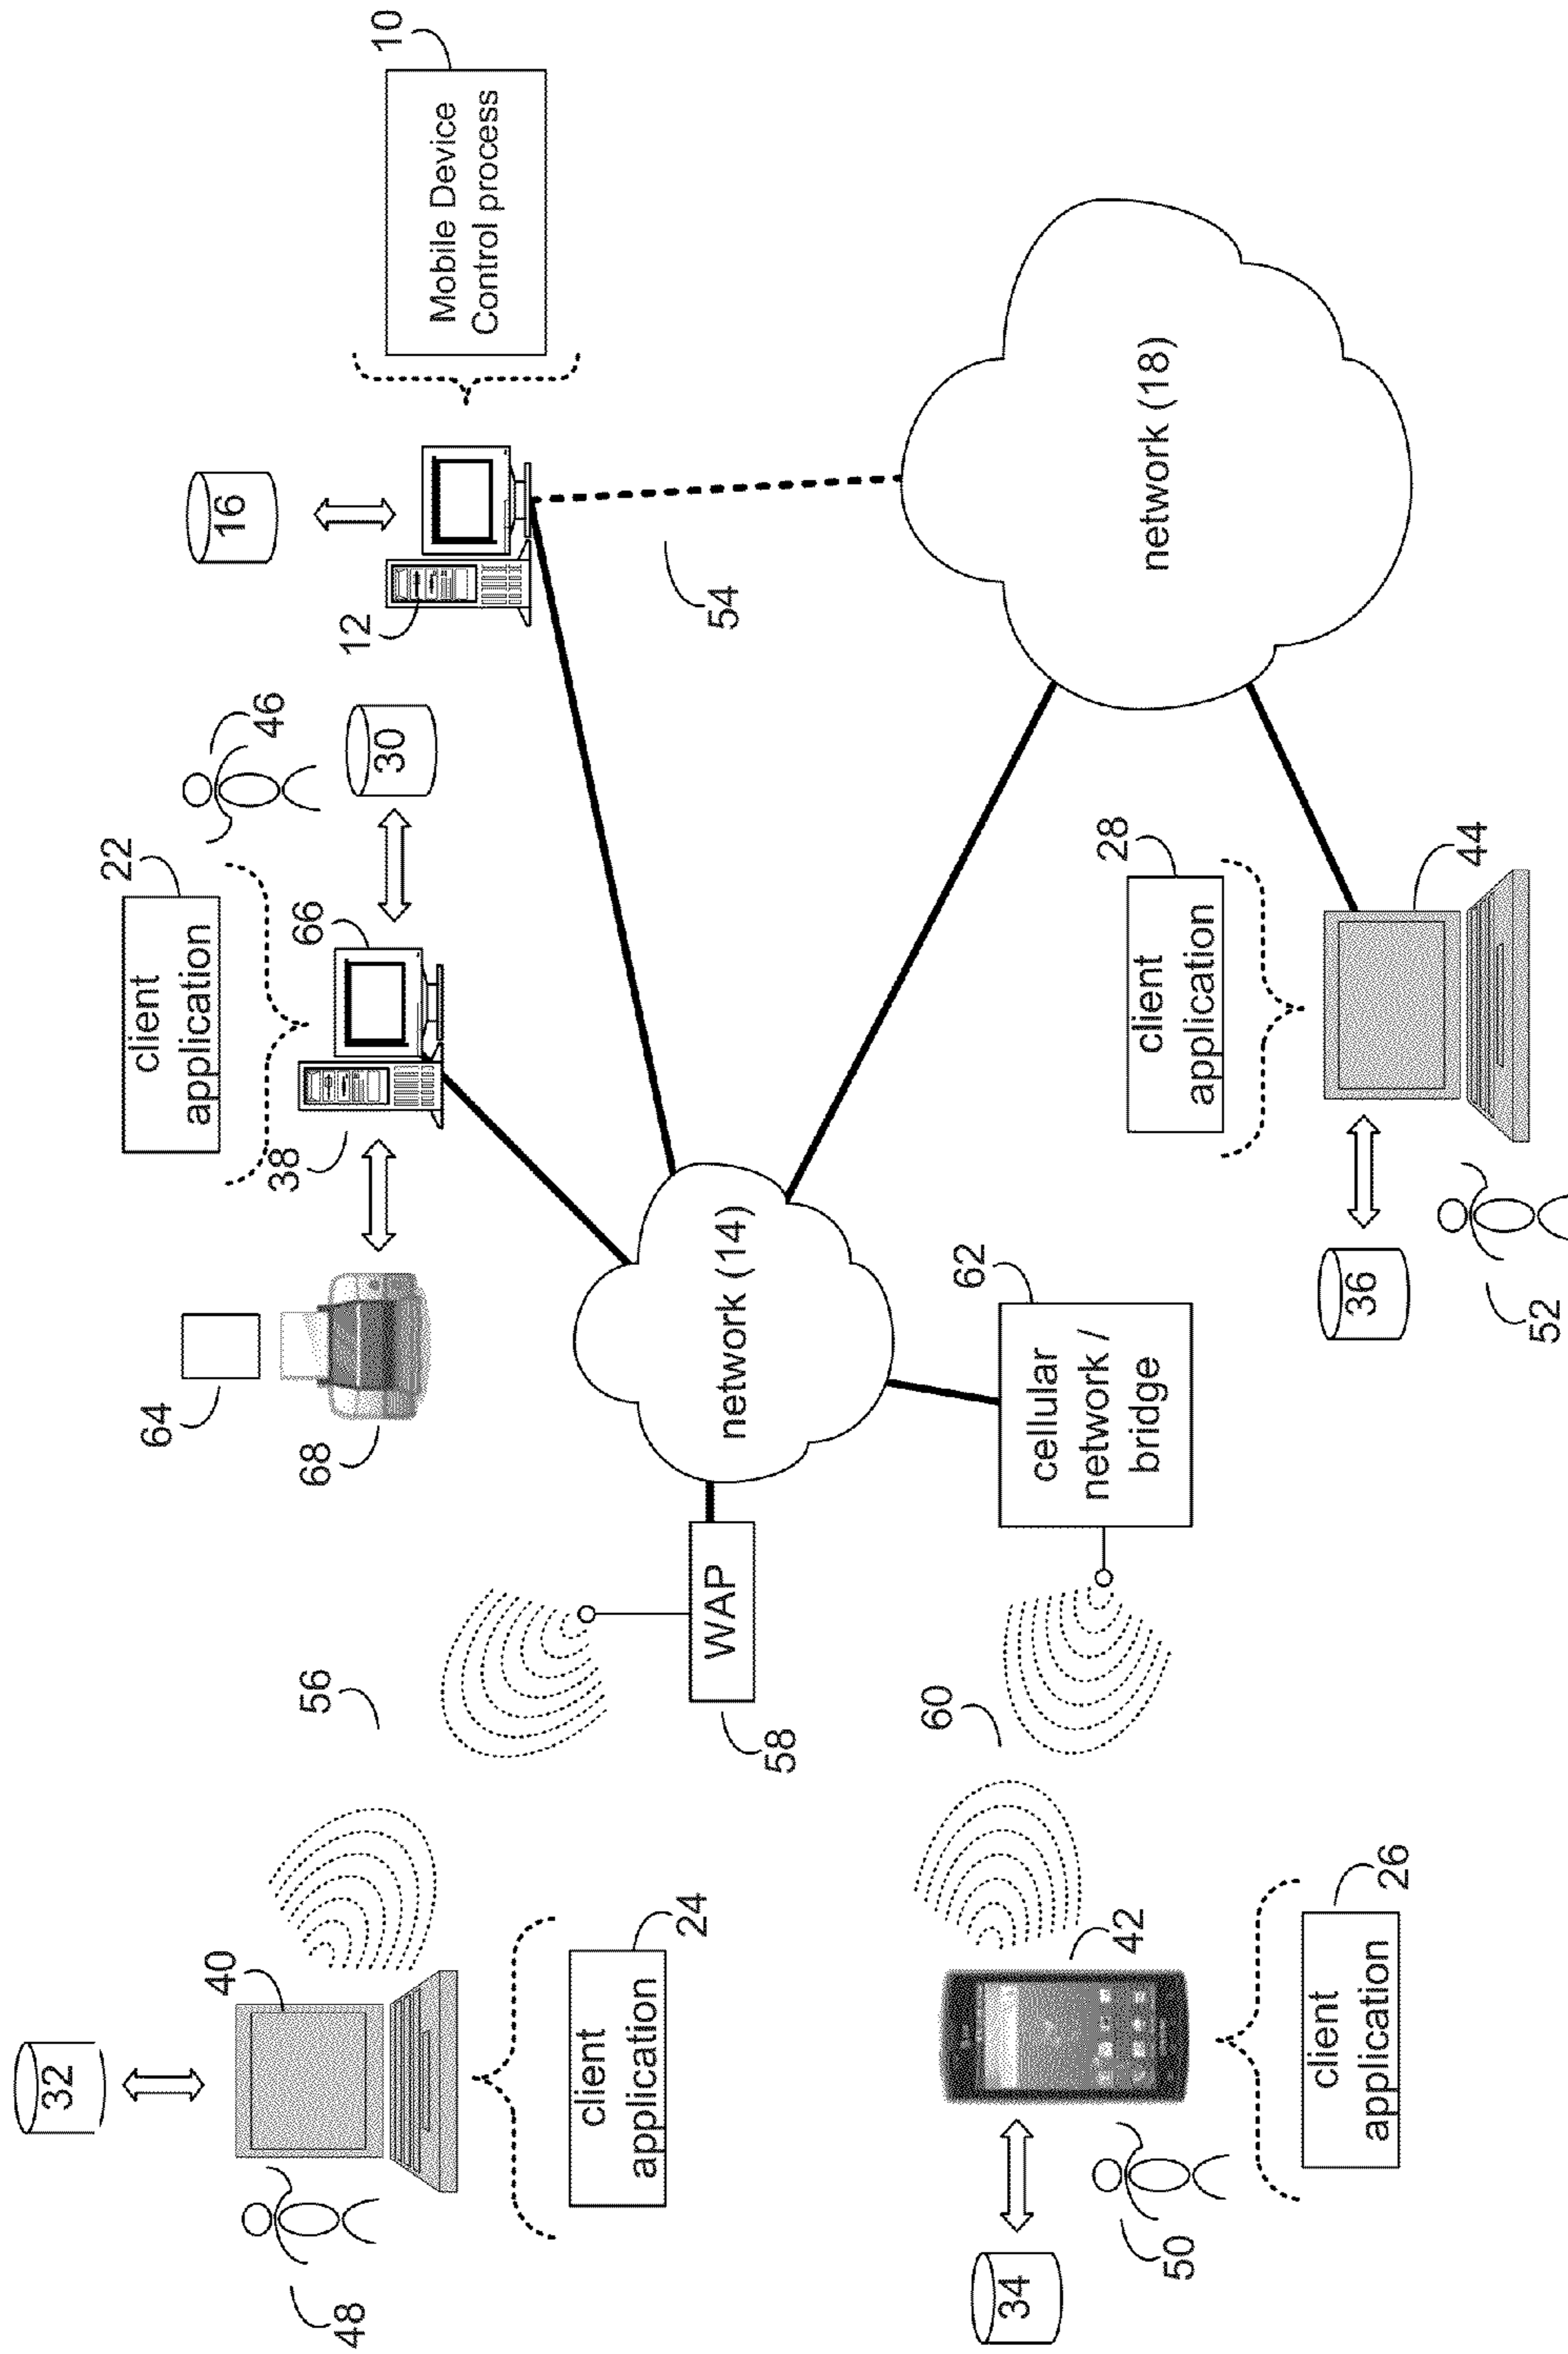 32
40
48
client
application
24
56
64
68
client
application
22
38
66
46
30
16
12
Mobile Device
Control process
10
54
WAP
58
network (14)
network (18)
60
cellular
network /
bridge
62
34
50
42
client
application
26
client
application
28
36
52
44